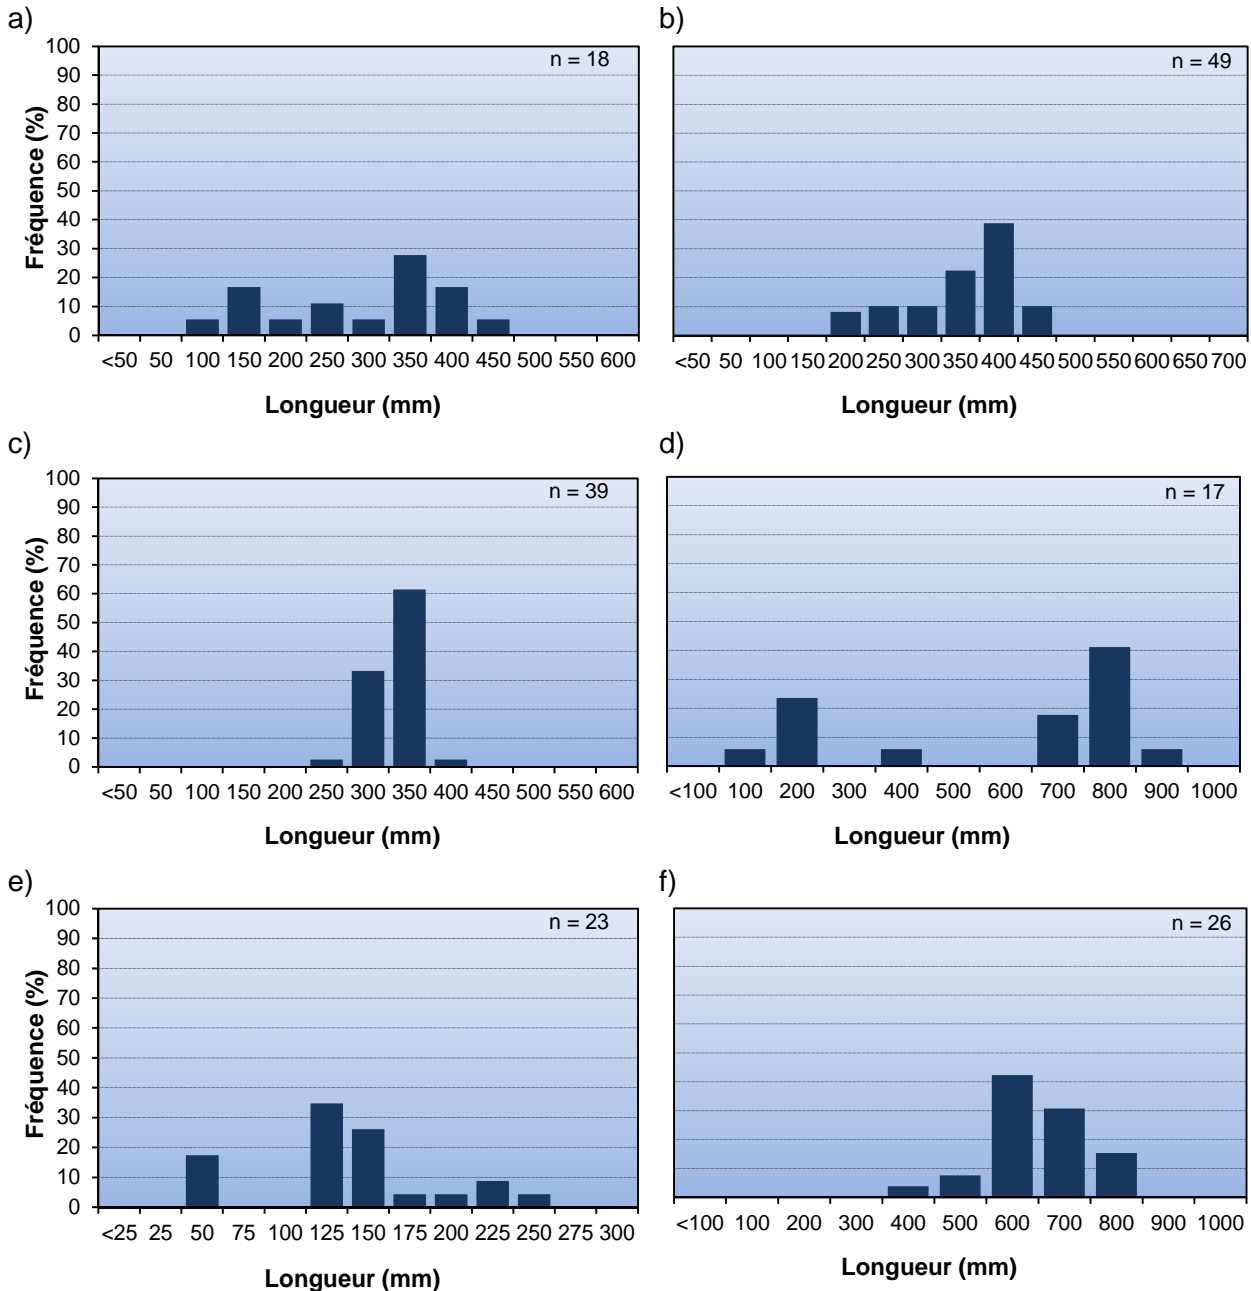 a)
n = 18
100
90
80
70
60
50
40
30
20
10
0
Fréquence (%)
<50 50 100 150 200 250 300 350 400 450 500 550 600
Longueur (mm)
b)
n = 49
<50 50 100 150 200 250 300 350 400 450 500 550 600 650 700
Longueur (mm)
c)
n = 39
100
90
80
70
60
50
40
30
20
10
0
Fréquence (%)
<50 50 100 150 200 250 300 350 400 450 500 550 600
Longueur (mm)
d)
n = 17
<100 100 200 300 400 600 700 800 900 1000
Longueur (mm)
e)
n = 23
100
90
80
70
60
50
40
30
20
10
0
Fréquence (%)
<25 25 50 75 100 125 150 175 200 225 250 275 300
Longueur (mm)
f)
n = 26
<100 100 200 300 400 500 600 700 800 900 1000
Longueur (mm)